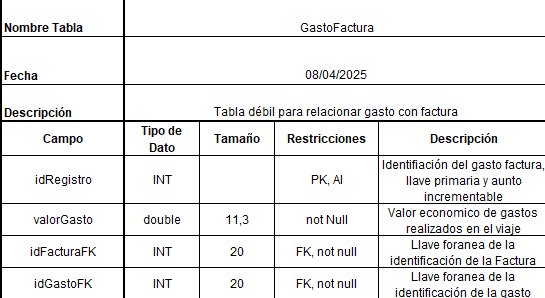 Nombre Tabla GastoFactura
Fecha 08/04/2025
Descripción Tabla débil para relacionar gasto con factura
Campo Tipo de Dato Tamaño Restricciones Descripción
idRegistro INT PK, AI Identifiación del gasto factura, llave primaria y aunto incrementable
valorGasto double 11,3 not Null Valor economico de gastos realizados en el viaje
idFacturaFK INT 20 FK, not null Llave foranea de la identificación de la Factura
idGastoFK INT 20 FK, not null Llave foranea de la identificación de la gasto